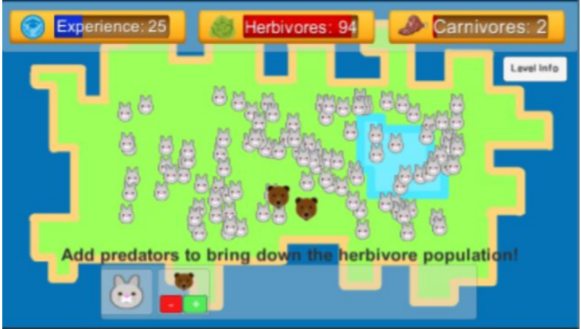 Experience: 25
Herbivores: 94
Carnivores: 2
Level Info
Add predators to bring down the herbivore population!
- +